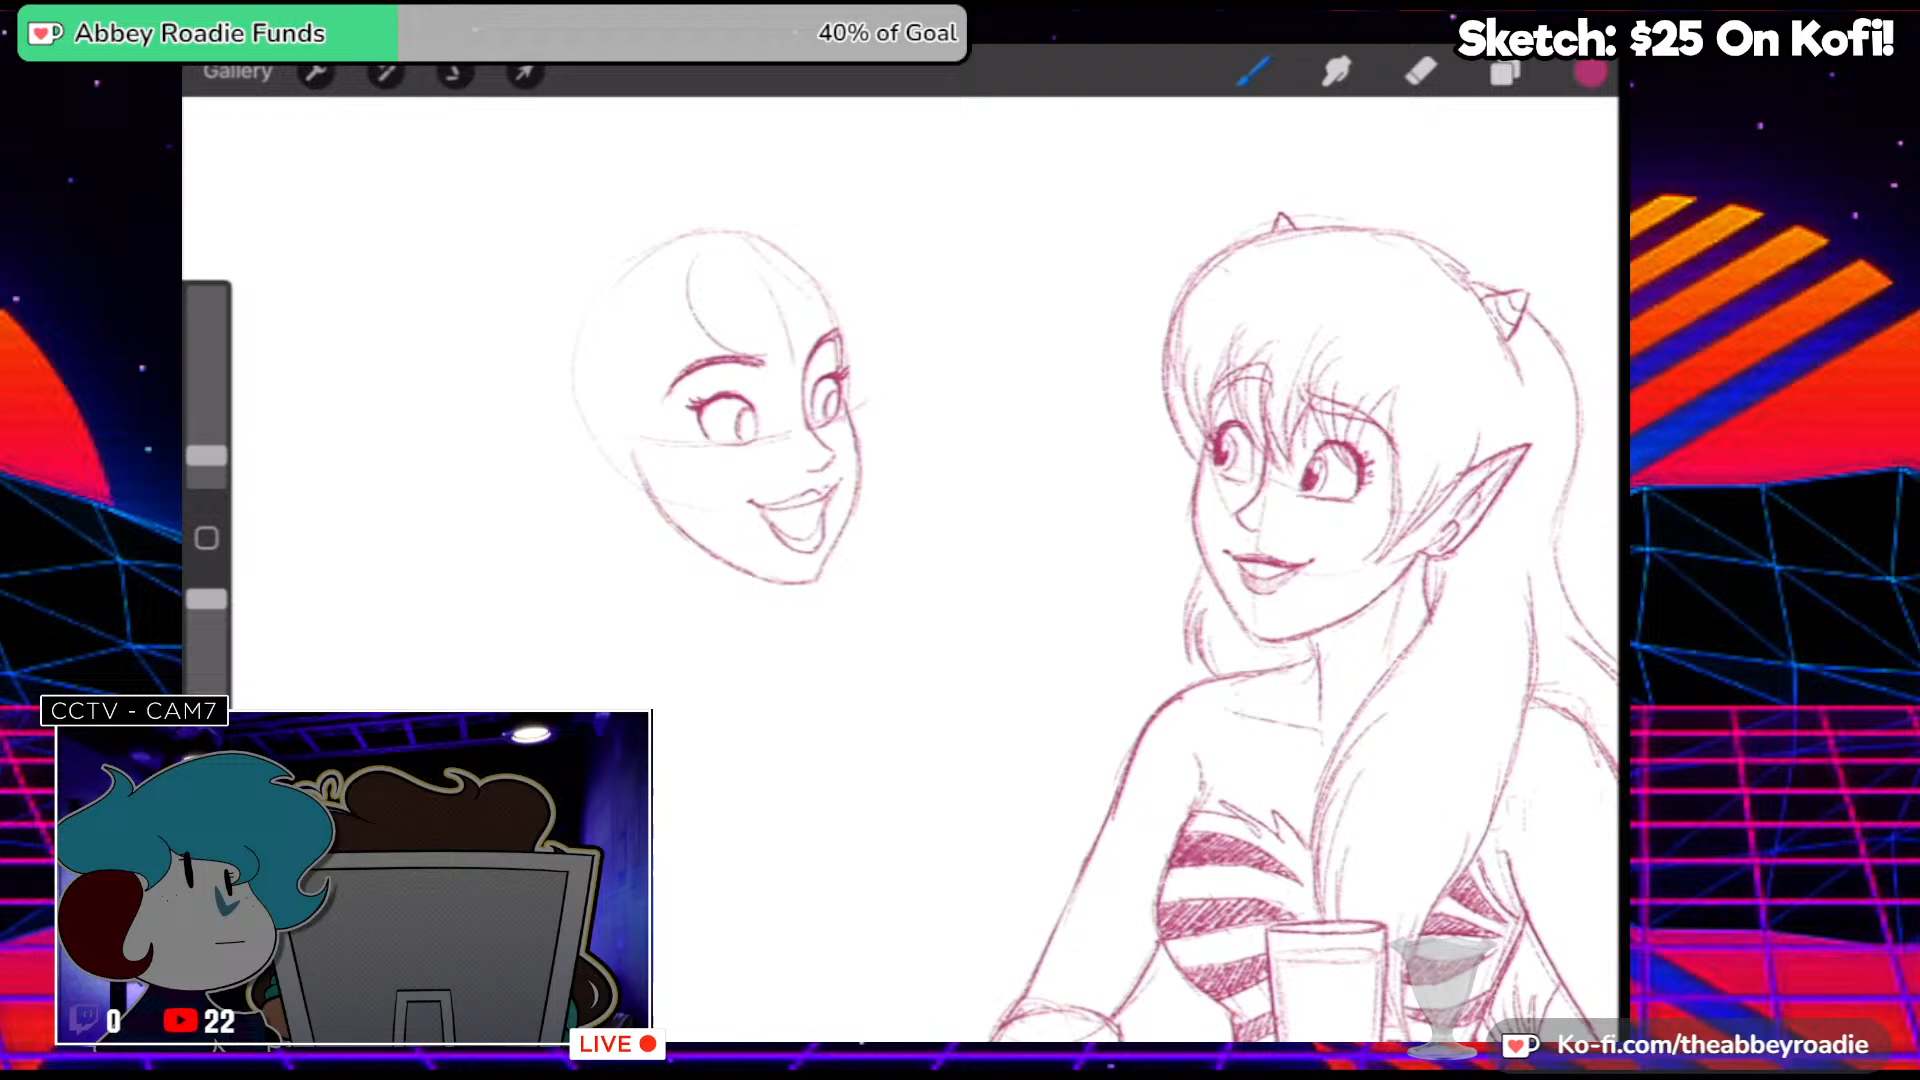 Abbey Roadie Funds
40% of Goal
Sketch: $25 On Kofi!
Gallery
CCTV - CAM7
0
22
LIVE
Ko-fi.com/theabbeyroadie